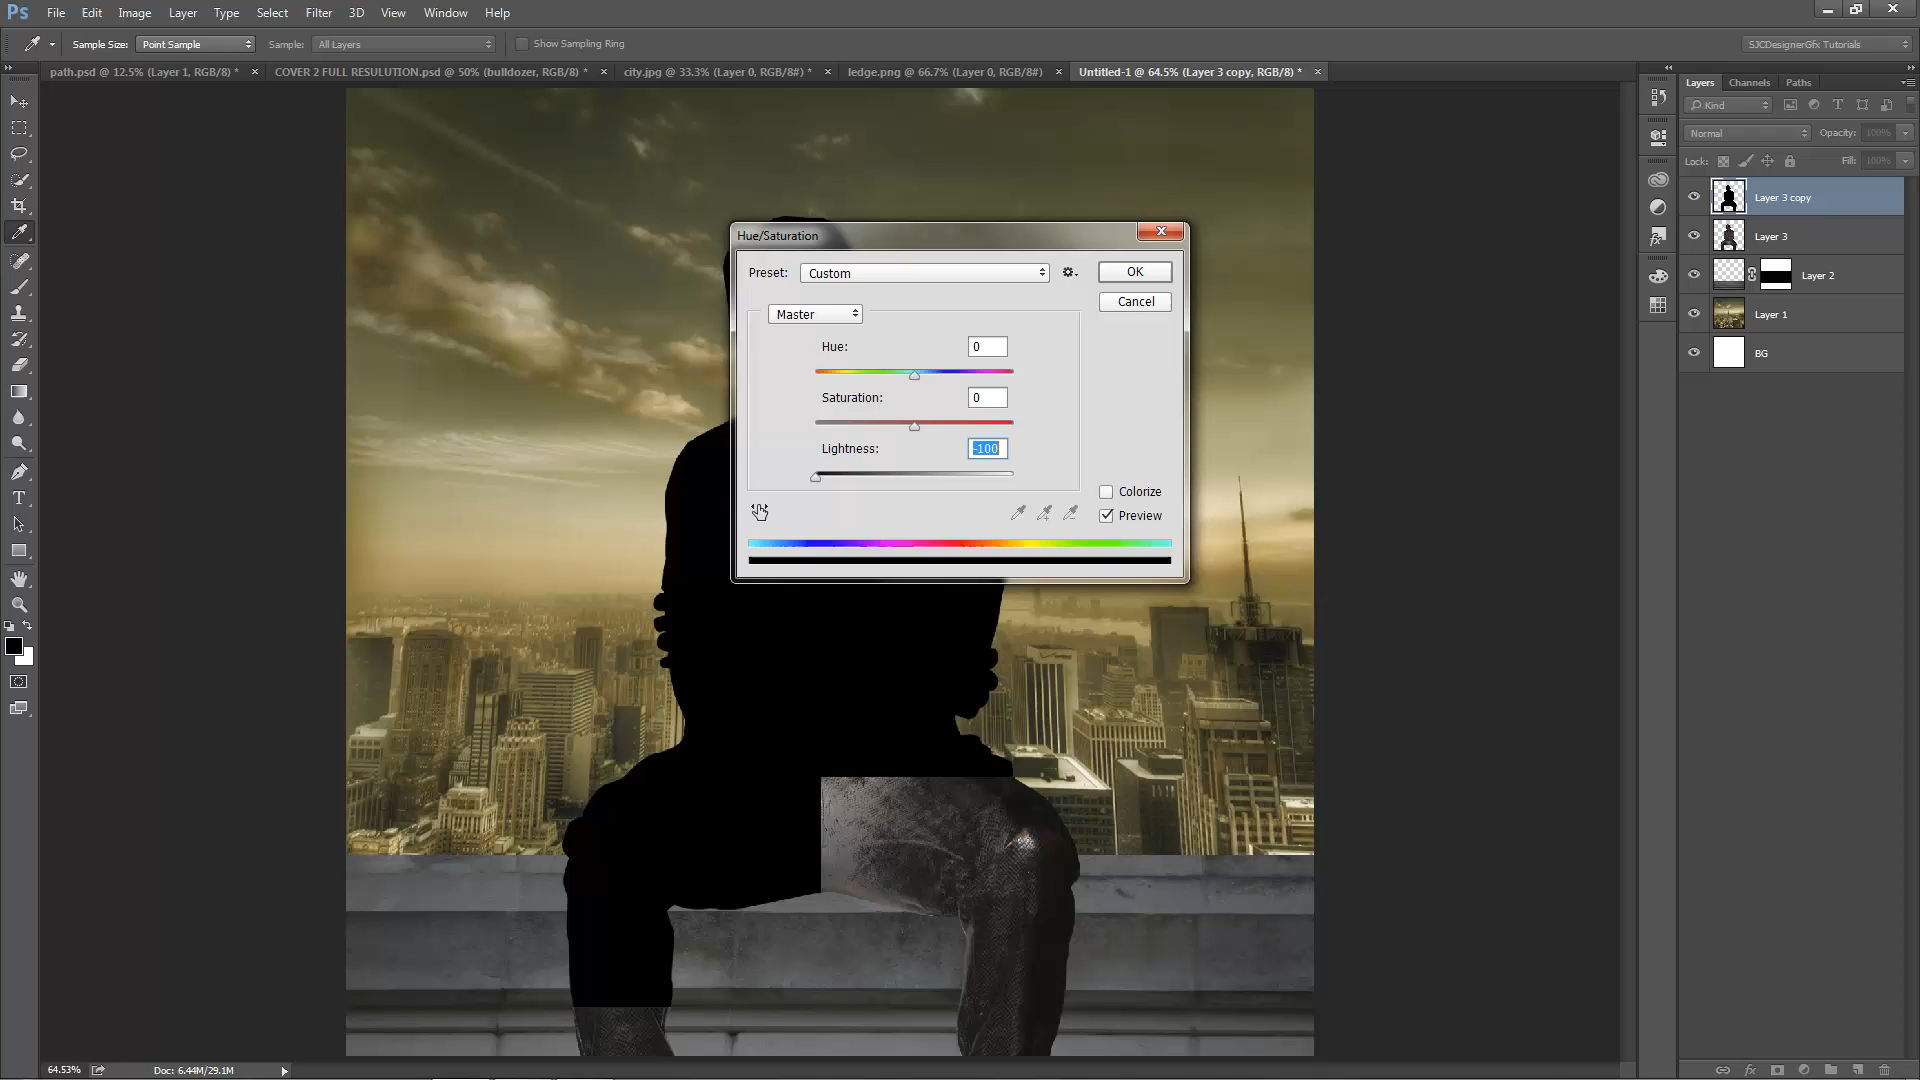 Ps File Edit Image Layer Type Select Filter 3D View Window Help
Sample Size: Point Sample Sample: All Layers Show Sampling Ring SJCDesignerGfx Tutorials
path.psd @ 12.5% (Layer 1, RGB/8) * COVER 2 FULL RESULUTION.psd @ 50% (bulldozer, RGB/8) * city.jpg @ 33.3% (Layer 0, RGB/8#) * ledge.png @ 66.7% (Layer 0, RGB/8#) Untitled-1 @ 64.5% (Layer 3 copy, RGB/8) *
Layers Channels Paths
Kind
Normal Opacity: 100%
Lock: Fill: 100%
Layer 3 copy
Layer 3
Layer 2
Layer 1
BG
Hue/Saturation
Preset: Custom OK
Cancel
Master
Hue: 0
Saturation: 0
Lightness: -100
Colorize
Preview
64.53% Doc: 6.44M/29.1M